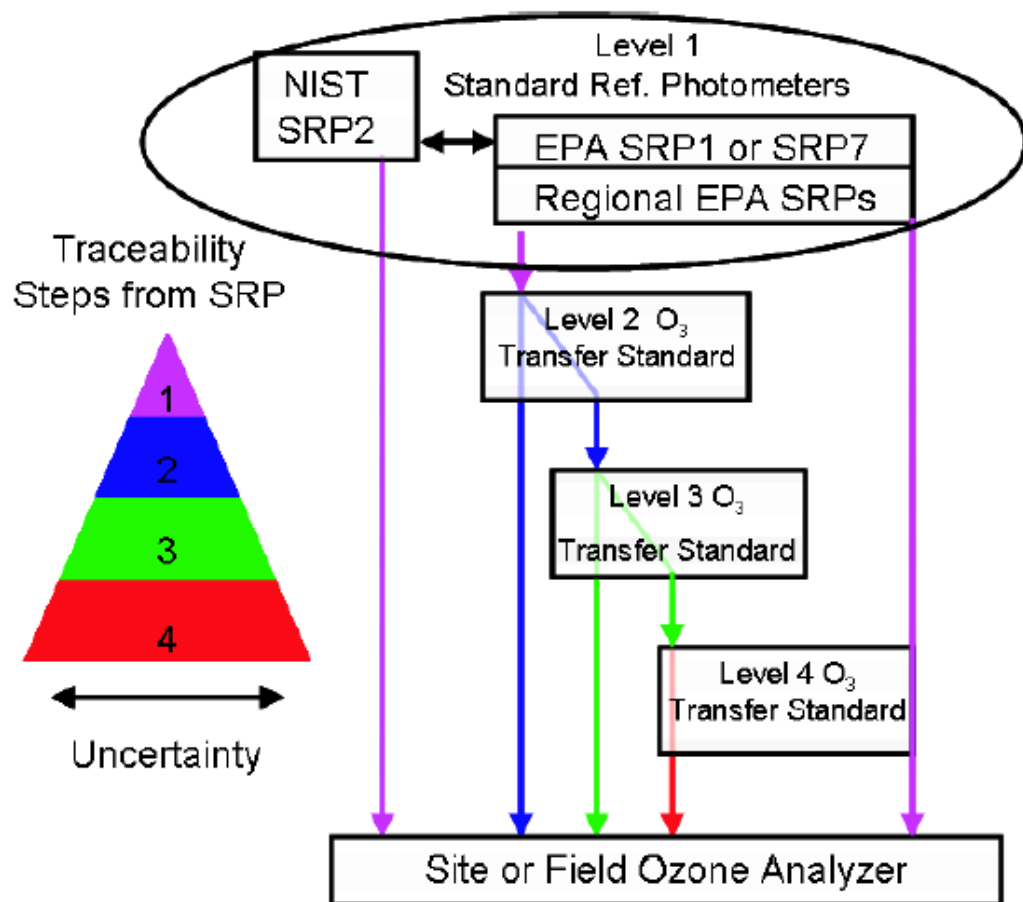 Level 1
Standard Ref. Photometers
NIST
SRP2
EPA SRP1 or SRP7
Regional EPA SRPs
Traceability
Steps from SRP
1
2
3
4
Uncertainty
Level 2 O₃
Transfer Standard
Level 3 O₃
Transfer Standard
Level 4 O₃
Transfer Standard
Site or Field Ozone Analyzer